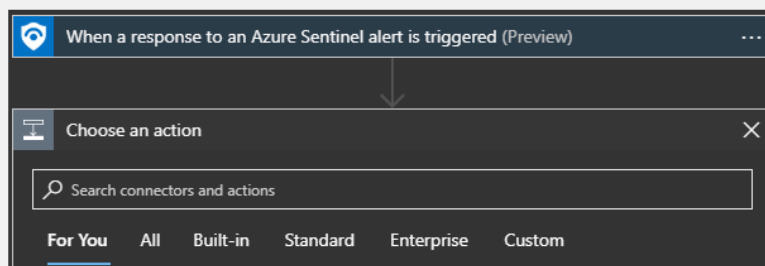 When a response to an Azure Sentinel alert is triggered (Preview)
Choose an action
Search connectors and actions
For You All Built-in Standard Enterprise Custom